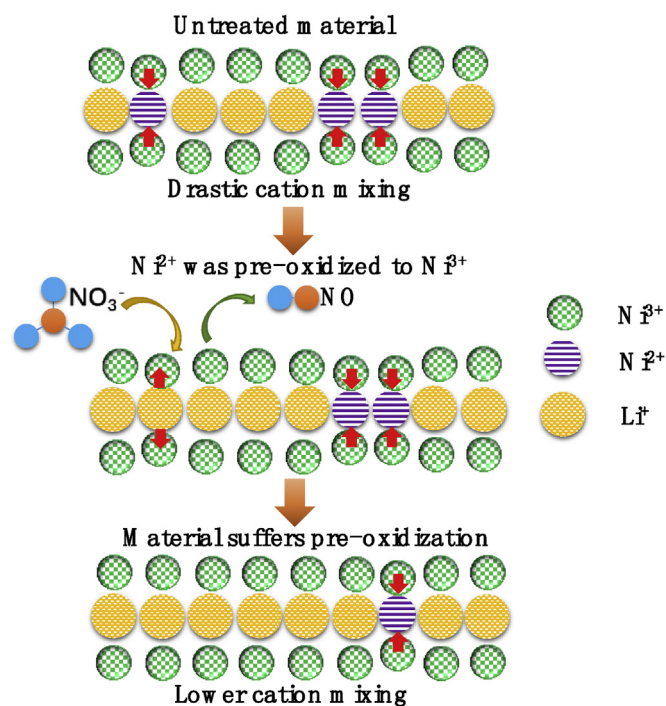 Untreated material
Drastic cation mixing
Ni²⁺ was pre-oxidized to Ni³⁺
NO₃⁻
NO
Ni³⁺
Ni²⁺
Li⁺
Material suffers pre-oxidization
Lower cation mixing